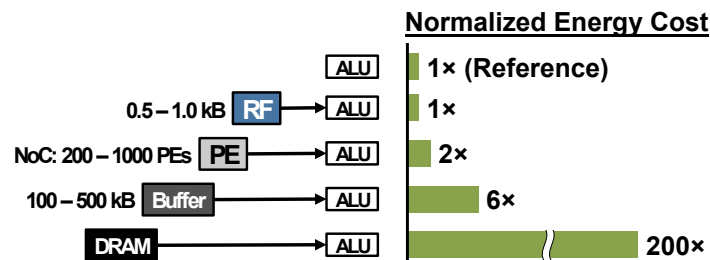 Normalized Energy Cost
ALU 1× (Reference)
0.5 – 1.0 kB RF ALU 1×
NoC: 200 – 1000 PEs PE ALU 2×
100 – 500 kB Buffer ALU 6×
DRAM ALU 200×